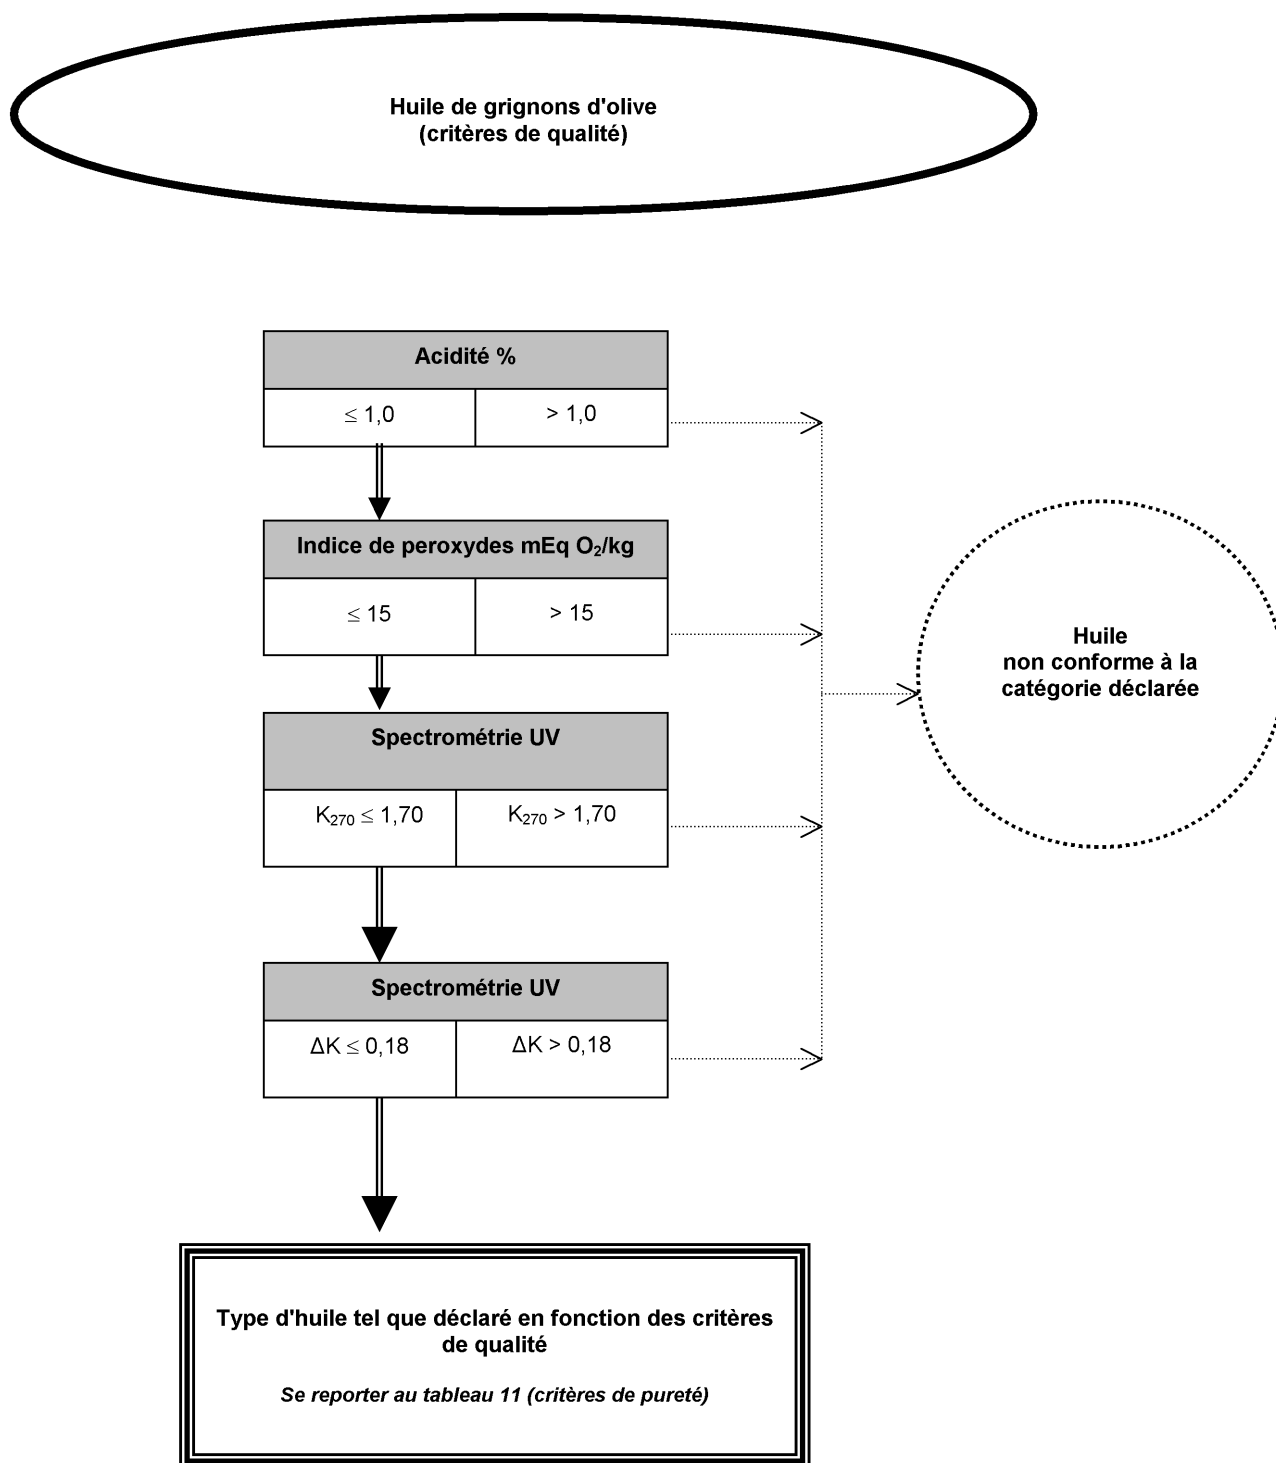 Huile de grignons d'olive
(critères de qualité)
Acidité %
≤ 1,0
> 1,0
Indice de peroxydes mEq O₂/kg
≤ 15
> 15
Huile
non conforme à la
catégorie déclarée
Spectrométrie UV
K₂₇₀ ≤ 1,70
K₂₇₀ > 1,70
Spectrométrie UV
ΔK ≤ 0,18
ΔK > 0,18
Type d'huile tel que déclaré en fonction des critères
de qualité
Se reporter au tableau 11 (critères de pureté)